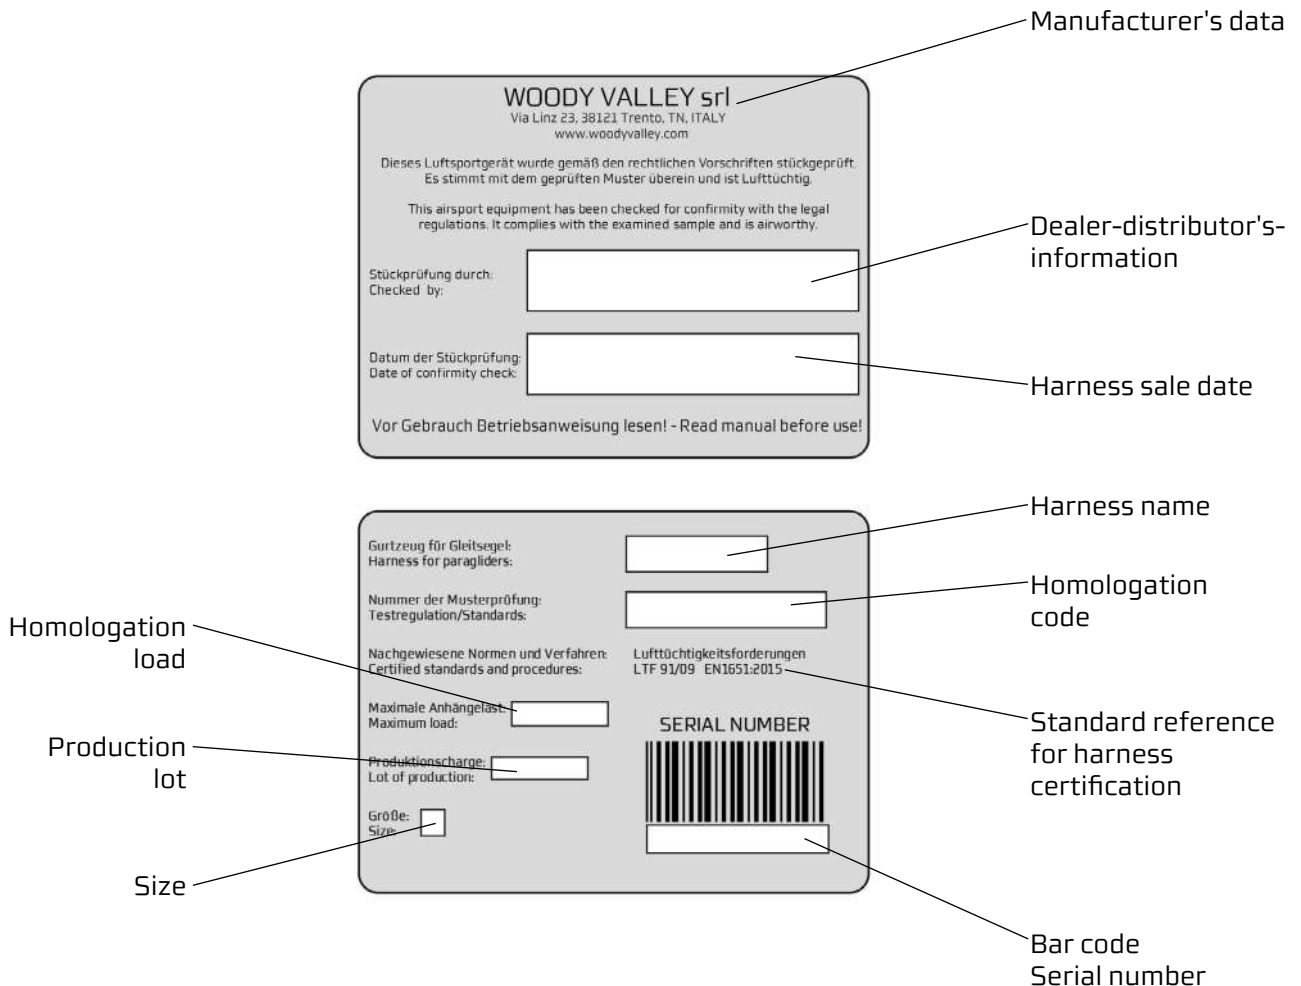 Manufacturer's data
WOODY VALLEY srl
Via Linz 23, 38121 Trento, TN, ITALY
www.woodyvalley.com
Dieses Luftsportgerät wurde gemäß den rechtlichen Vorschriften stückgeprüft.
Es stimmt mit dem geprüften Muster überein und ist Lufttüchtig.
This airsport equipment has been checked for confirmity with the legal
regulations. It complies with the examined sample and is airworthy.
Dealer-distributor's-
information
Stückprüfung durch:
Checked by:
Datum der Stückprüfung:
Date of confirmity check:
Harness sale date
Vor Gebrauch Betriebsanweisung lesen! - Read manual before use!
Harness name
Gurtzeug für Gleitsegel:
Harness for paragliders:
Homologation
code
Nummer der Musterprüfung:
Testregulation/Standards:
Homologation
load
Nachgewiesene Normen und Verfahren:
Certified standards and procedures:
Lufttüchtigkeitsforderungen
LTF 91/09 EN1651:2015
Maximale Anhängelast:
Maximum load:
SERIAL NUMBER
Standard reference
for harness
certification
Production
lot
Produktionscharge:
Lot of production:
Größe:
Size:
Size
Bar code
Serial number